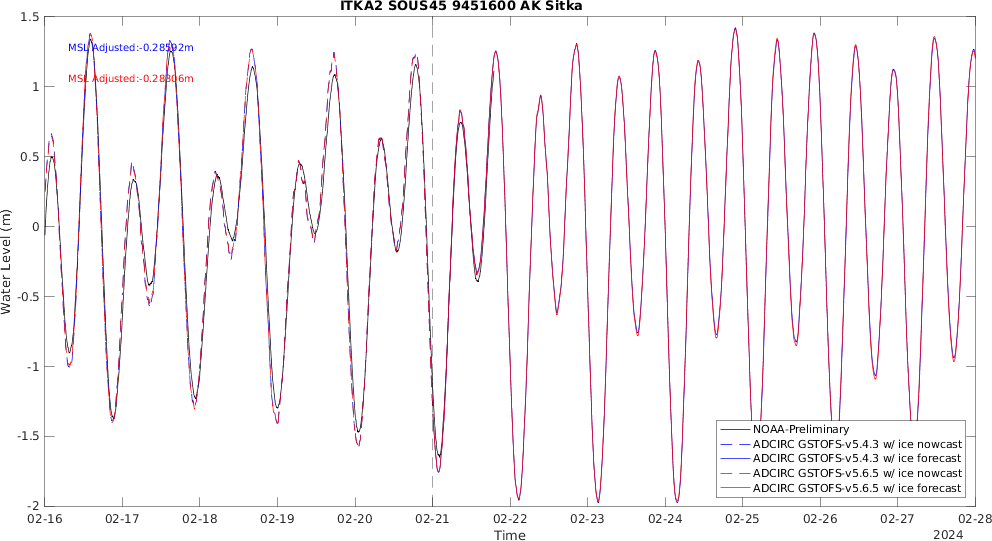 ITKA2 SOUS45 9451600 AK Sitka
MSL Adjusted:-0.28592m
MSL Adjusted:-0.28306m
1.5
1
0.5
0
-0.5
-1
-1.5
-2
Water Level (m)
NOAA-Preliminary
ADCIRC GSTOFS-v5.4.3 w/ ice nowcast
ADCIRC GSTOFS-v5.4.3 w/ ice forecast
ADCIRC GSTOFS-v5.6.5 w/ ice nowcast
ADCIRC GSTOFS-v5.6.5 w/ ice forecast
02-16 02-17 02-18 02-19 02-20 02-21 02-22 02-23 02-24 02-25 02-26 02-27 02-28
Time
2024